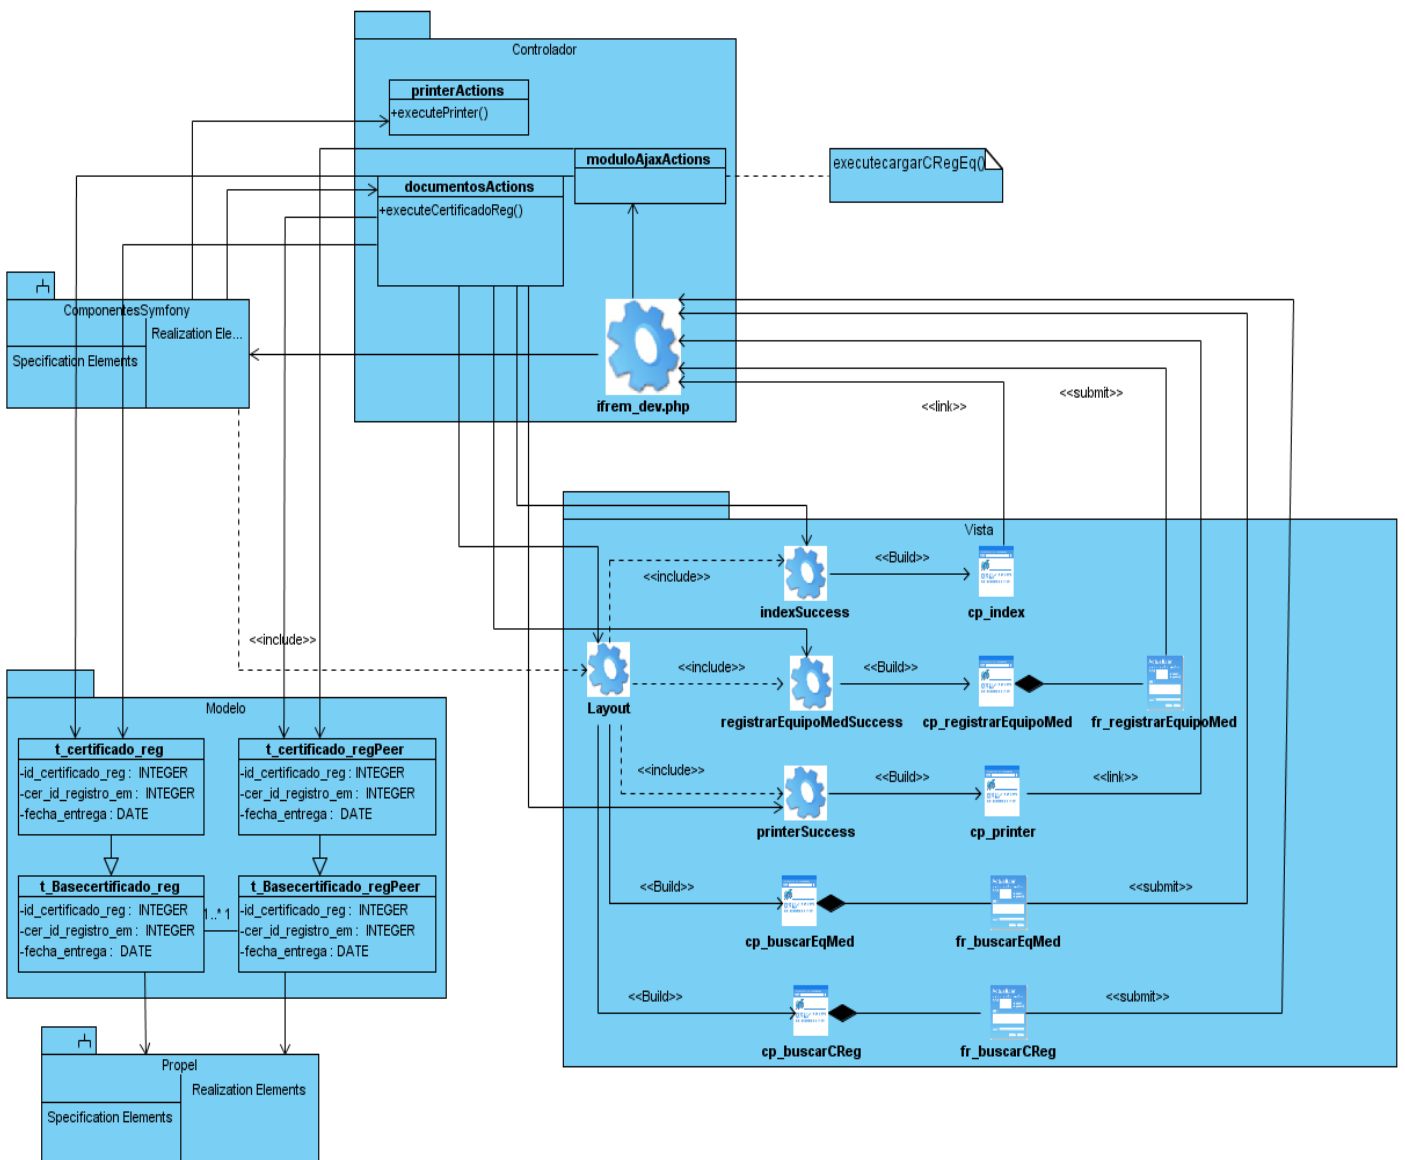 Controlador
printerActions
+executePrinter()
moduloAjaxActions
executecargarCRegEq()
documentosActions
+executeCertificadoReg()
ComponentesSymfony
Realization Ele...
Specification Elements
ifrem_dev.php
<<link>>
<<submit>>
Vista
<<include>>
<<Build>>
indexSuccess
cp_index
<<include>>
<<include>>
<<Build>>
Layout
registrarEquipoMedSuccess
cp_registrarEquipoMed
fr_registrarEquipoMed
<<include>>
<<Build>>
<<link>>
printerSuccess
cp_printer
<<Build>>
<<submit>>
cp_buscarEqMed
fr_buscarEqMed
<<Build>>
<<submit>>
cp_buscarCReg
fr_buscarCReg
Modelo
t_certificado_reg
-id_certificado_reg : INTEGER
-cer_id_registro_em : INTEGER
-fecha_entrega : DATE
t_certificado_regPeer
-id_certificado_reg : INTEGER
-cer_id_registro_em : INTEGER
-fecha_entrega : DATE
t_Basecertificado_reg
-id_certificado_reg : INTEGER
-cer_id_registro_em : INTEGER
-fecha_entrega : DATE
1..* 1
t_Basecertificado_regPeer
-id_certificado_reg : INTEGER
-cer_id_registro_em : INTEGER
-fecha_entrega : DATE
Propel
Realization Elements
Specification Elements